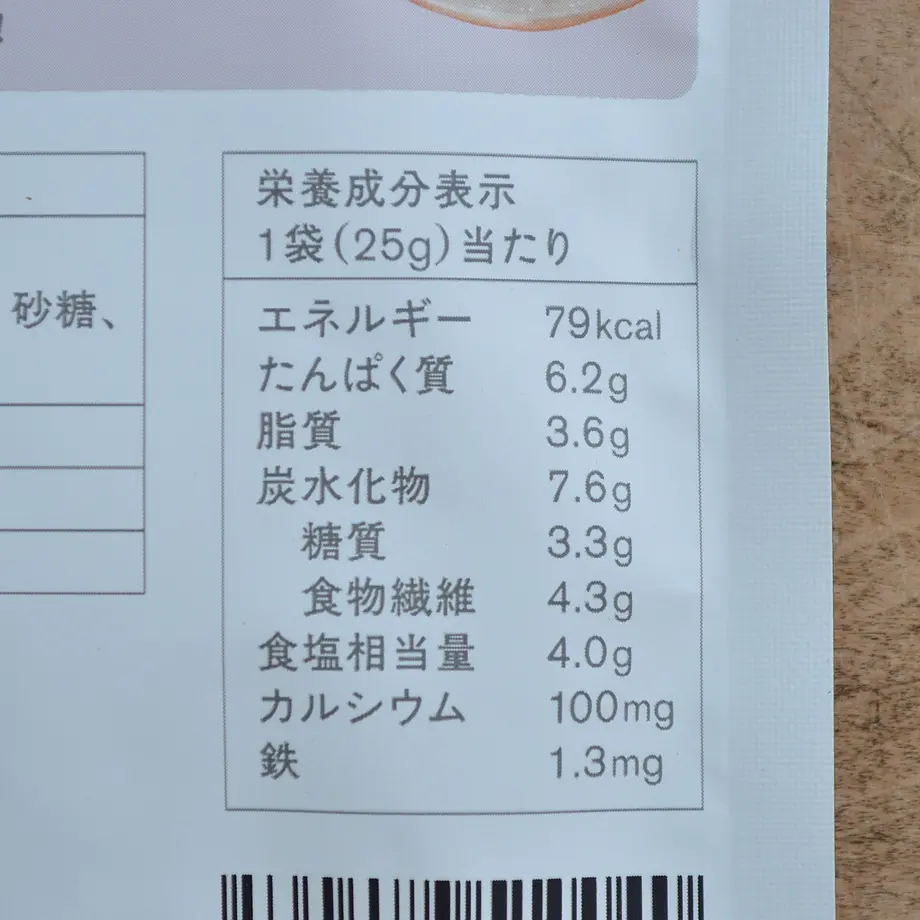 砂糖、
栄養成分表示
1袋(25g)当たり
エネルギー 79kcal
たんぱく質 6.2g
脂質 3.6g
炭水化物 7.6g
糖質 3.3g
食物繊維 4.3g
食塩相当量 4.0g
カルシウム 100mg
鉄 1.3mg